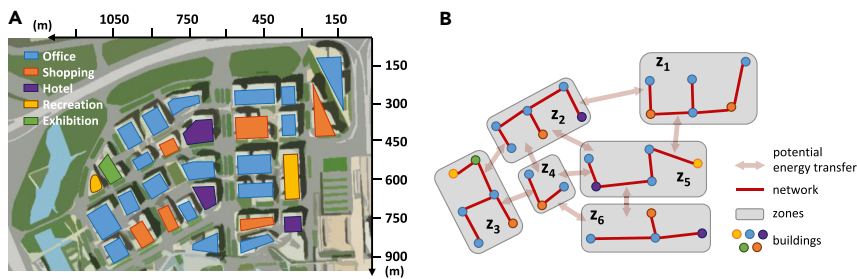 A
(m)
1050
750
450
150
Office
Shopping
Hotel
Recreation
Exhibition
150
300
450
600
750
900
(m)
B
z1
z2
z3
z4
z5
z6
potential
energy transfer
network
zones
buildings